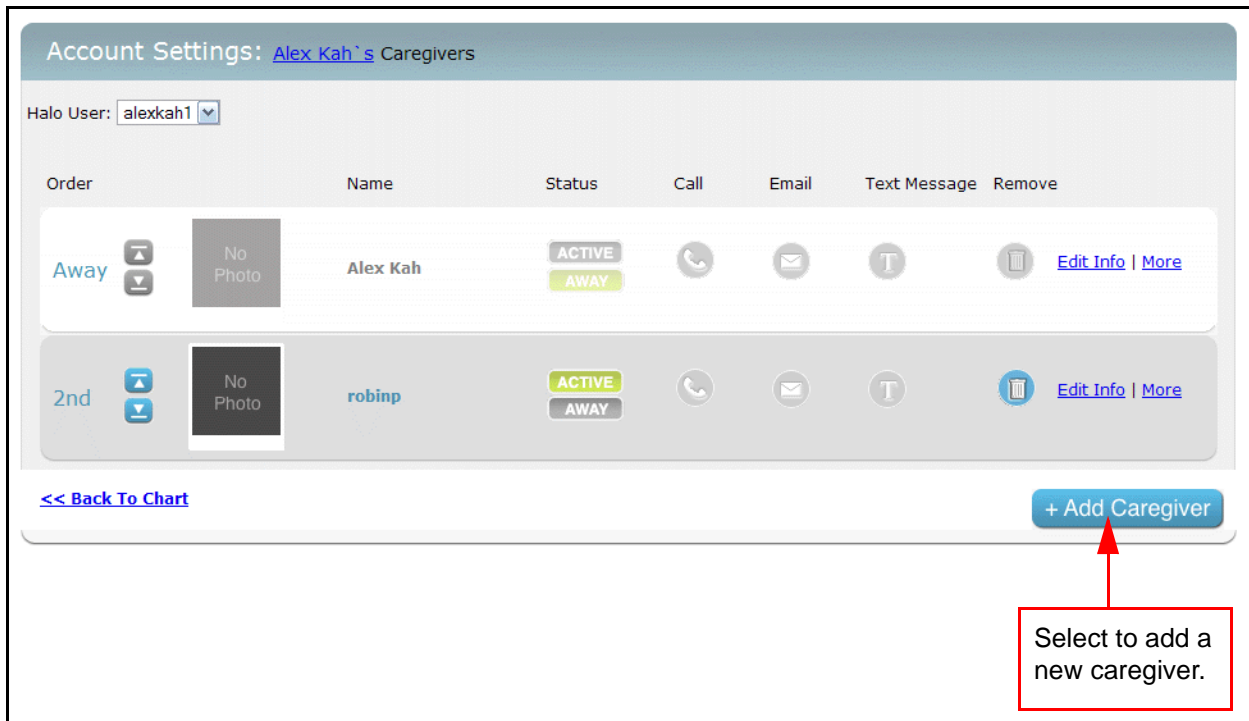 Account Settings: Alex Kah`s Caregivers
Halo User: alexkah1
Order Name Status Call Email Text Message Remove
Away No Photo Alex Kah ACTIVE AWAY T Edit Info | More
2nd No Photo robinp ACTIVE AWAY T Edit Info | More
<< Back To Chart
+ Add Caregiver
Select to add a
new caregiver.